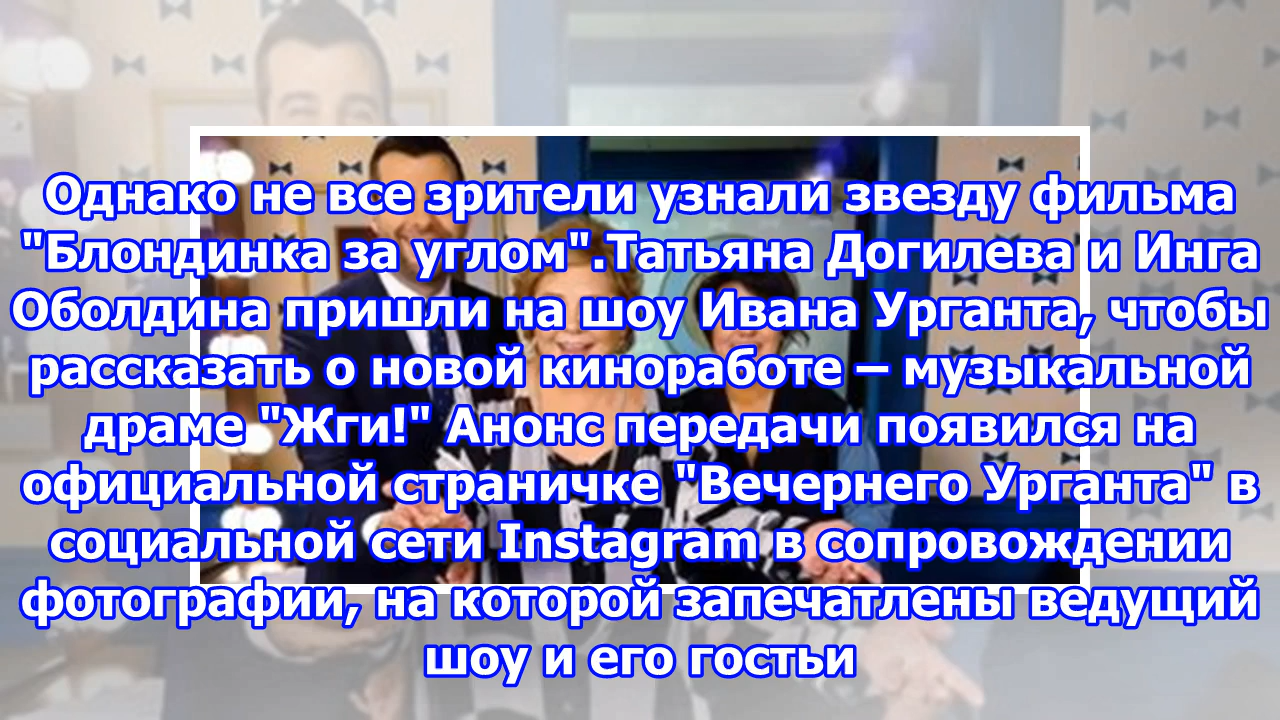 Однако не все зрители узнали звезду фильма
"Блондинка за углом".Татьяна Догилева и Инга
Оболдина пришли на шоу Ивана Урганта, чтобы
рассказать о новой киноработе – музыкальной
драме "Жги!" Анонс передачи появился на
официальной страничке "Вечернего Урганта" в
социальной сети Instagram в сопровождении
фотографии, на которой запечатлены ведущий
шоу и его гостьи